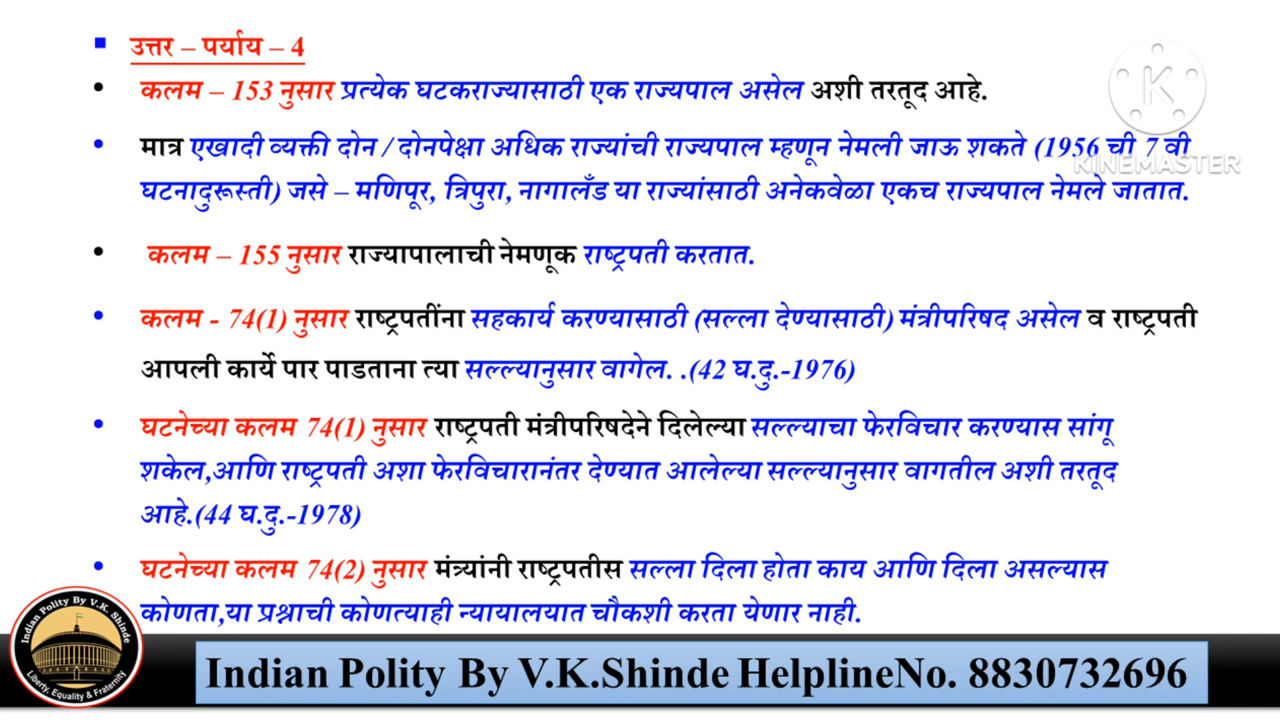 उत्तर – पर्याय – 4
कलम – 153 नुसार प्रत्येक घटकराज्यासाठी एक राज्यपाल असेल अशी तरतूद आहे.
मात्र एखादी व्यक्ती दोन / दोनपेक्षा अधिक राज्यांची राज्यपाल म्हणून नेमली जाऊ शकते (1956 ची 7 वी
घटनादुरूस्ती) जसे – मणिपूर, त्रिपुरा, नागालँड या राज्यांसाठी अनेकवेळा एकच राज्यपाल नेमले जातात.
KINEMASTER
कलम – 155 नुसार राज्यापालाची नेमणूक राष्ट्रपती करतात.
कलम - 74(1) नुसार राष्ट्रपतींना सहकार्य करण्यासाठी (सल्ला देण्यासाठी) मंत्रीपरिषद असेल व राष्ट्रपती
आपली कार्ये पार पाडताना त्या सल्ल्यानुसार वागेल. .(42 घ.दु.-1976)
घटनेच्या कलम 74(1) नुसार राष्ट्रपती मंत्रीपरिषदेने दिलेल्या सल्ल्याचा फेरविचार करण्यास सांगू
शकेल,आणि राष्ट्रपती अशा फेरविचारानंतर देण्यात आलेल्या सल्ल्यानुसार वागतील अशी तरतूद
आहे.(44 घ.दु.-1978)
घटनेच्या कलम 74(2) नुसार मंत्र्यांनी राष्ट्रपतीस सल्ला दिला होता काय आणि दिला असल्यास
कोणता,या प्रश्नाची कोणत्याही न्यायालयात चौकशी करता येणार नाही.
Indian Polity By V.K. Shinde
Liberty, Equality & Fraternity
Indian Polity By V.K.Shinde HelplineNo. 8830732696